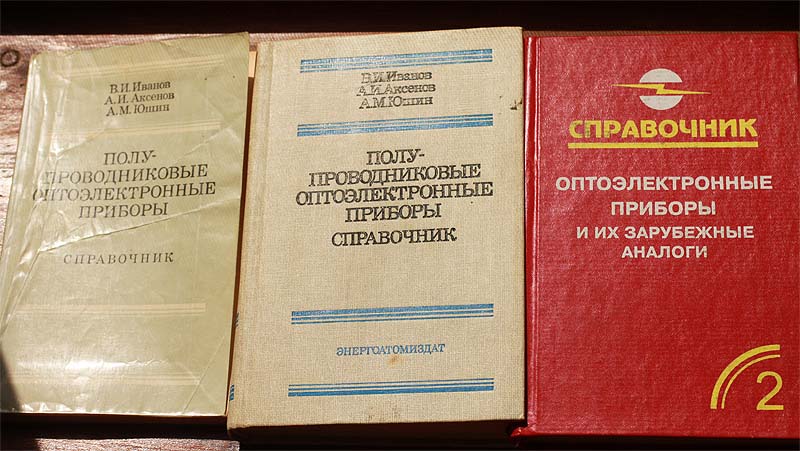 В.И.Иванов
А.И.Аксенов
А.М.Юшин
ПОЛУ-
ПРОВОДНИКОВЫЕ
ОПТОЭЛЕКТРОННЫЕ
ПРИБОРЫ
СПРАВОЧНИК
В.И.Иванов
А.И.Аксенов
А.М.Юшин
ПОЛУ-
ПРОВОДНИКОВЫЕ
ОПТОЭЛЕКТРОННЫЕ
ПРИБОРЫ
СПРАВОЧНИК
ЭНЕРГОАТОМИЗДАТ
СПРАВОЧНИК
ОПТОЭЛЕКТРОННЫЕ
ПРИБОРЫ
И ИХ ЗАРУБЕЖНЫЕ
АНАЛОГИ
2